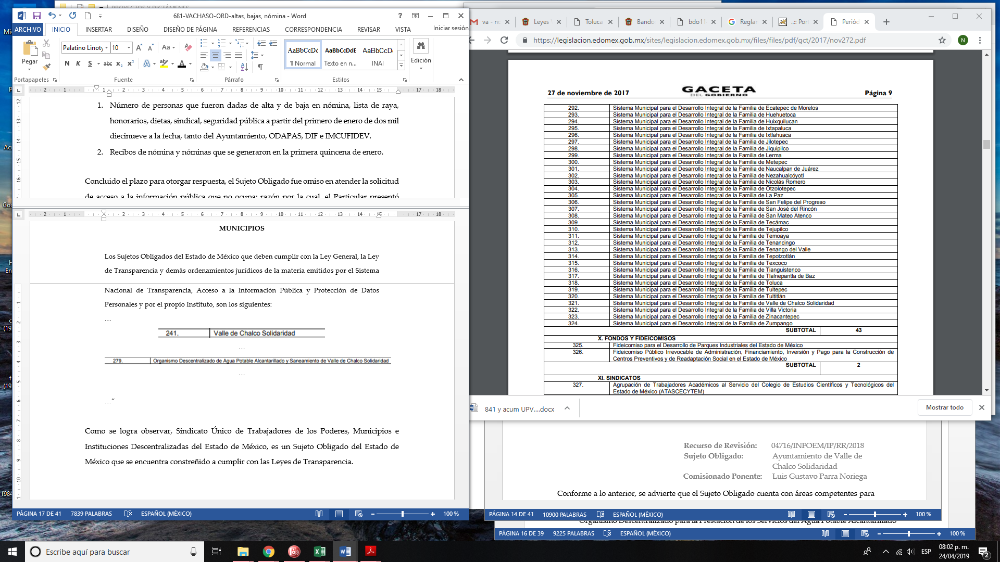 PROYECTOS Y DICTÁMENES
681-VACHASO-ORD-altas, bajas, nómina - Word
ARCHIVO INICIO INSERTAR DISEÑO DISEÑO DE PÁGINA REFERENCIAS CORRESPONDENCIA REVISAR VISTA Iniciar sesión
Palatino Linoty 10
Pegar
N K S abc x₂ x² A
AaBbCcDd AaBbCcDdE AaBbCcDc
¶ Normal Texto en n... INAI
Edición
Portapapeles Fuente Párrafo Estilos
1. Número de personas que fueron dadas de alta y de baja en nómina, lista de raya,
honorarios, dietas, sindical, seguridad pública a partir del primero de enero de dos mil
diecinueve a la fecha, tanto del Ayuntamiento, ODAPAS, DIF e IMCUFIDEV.
2. Recibos de nómina y nóminas que se generaron en la primera quincena de enero.
Concluido el plazo para otorgar respuesta, el Sujeto Obligado fue omiso en atender la solicitud
de acceso a la información pública que no ocupa; razón por la cual, el Particular presentó
MUNICIPIOS
Los Sujetos Obligados del Estado de México que deben cumplir con la Ley General, la Ley
de Transparencia y demás ordenamientos jurídicos de la materia emitidos por el Sistema
Nacional de Transparencia, Acceso a la Información Pública y Protección de Datos
Personales y por el propio Instituto, son los siguientes:
...
241. Valle de Chalco Solidaridad
...
279. Organismo Descentralizado de Agua Potable Alcantarillado y Saneamiento de Valle de Chalco Solidaridad
...
..."
Como se logra observar, Sindicato Único de Trabajadores de los Poderes, Municipios e
Instituciones Descentralizadas del Estado de México, es un Sujeto Obligado del Estado de
México que se encuentra constreñido a cumplir con las Leyes de Transparencia.
PÁGINA 17 DE 41 7839 PALABRAS ESPAÑOL (MÉXICO) 100 %
va - no Leyes Toluca Bando bdo11 Reglar ..:: Port Periód
https://legislacion.edomex.gob.mx/sites/legislacion.edomex.gob.mx/files/files/pdf/gct/2017/nov272.pdf
N
27 de noviembre de 2017 GACETA DEL GOBIERNO Página 9
292. Sistema Municipal para el Desarrollo Integral de la Familia de Ecatepec de Morelos
293. Sistema Municipal para el Desarrollo Integral de la Familia de Huehuetoca
294. Sistema Municipal para el Desarrollo Integral de la Familia de Huixquilucan
295. Sistema Municipal para el Desarrollo Integral de la Familia de Ixtapaluca
296. Sistema Municipal para el Desarrollo Integral de la Familia de Ixtlahuaca
297. Sistema Municipal para el Desarrollo Integral de la Familia de Jilotepec
298. Sistema Municipal para el Desarrollo Integral de la Familia de Jiquipilco
299. Sistema Municipal para el Desarrollo Integral de la Familia de Lerma
300. Sistema Municipal para el Desarrollo Integral de la Familia de Metepec
301. Sistema Municipal para el Desarrollo Integral de la Familia de Naucalpan de Juárez
302. Sistema Municipal para el Desarrollo Integral de la Familia de Nezahualcóyotl
303. Sistema Municipal para el Desarrollo Integral de la Familia de Nicolás Romero
304. Sistema Municipal para el Desarrollo Integral de la Familia de Otzolotepec
305. Sistema Municipal para el Desarrollo Integral de la Familia de La Paz
306. Sistema Municipal para el Desarrollo Integral de la Familia de San Felipe del Progreso
307. Sistema Municipal para el Desarrollo Integral de la Familia de San José del Rincón
308. Sistema Municipal para el Desarrollo Integral de la Familia de San Mateo Atenco
309. Sistema Municipal para el Desarrollo Integral de la Familia de Tecámac
310. Sistema Municipal para el Desarrollo Integral de la Familia de Tejupilco
311. Sistema Municipal para el Desarrollo Integral de la Familia de Temoaya
312. Sistema Municipal para el Desarrollo Integral de la Familia de Tenancingo
313. Sistema Municipal para el Desarrollo Integral de la Familia de Tenango del Valle
314. Sistema Municipal para el Desarrollo Integral de la Familia de Tepotzotlán
315. Sistema Municipal para el Desarrollo Integral de la Familia de Texcoco
316. Sistema Municipal para el Desarrollo Integral de la Familia de Tianguistenco
317. Sistema Municipal para el Desarrollo Integral de la Familia de Tlalnepantla de Baz
318. Sistema Municipal para el Desarrollo Integral de la Familia de Toluca
319. Sistema Municipal para el Desarrollo Integral de la Familia de Tultepec
320. Sistema Municipal para el Desarrollo Integral de la Familia de Tultitlán
321. Sistema Municipal para el Desarrollo Integral de la Familia de Valle de Chalco Solidaridad
322. Sistema Municipal para el Desarrollo Integral de la Familia de Villa Victoria
323. Sistema Municipal para el Desarrollo Integral de la Familia de Zinacantepec
324. Sistema Municipal para el Desarrollo Integral de la Familia de Zumpango
SUBTOTAL 43
X. FONDOS Y FIDEICOMISOS
325. Fideicomiso para el Desarrollo de Parques Industriales del Estado de México
326. Fideicomiso Público Irrevocable de Administración, Financiamiento, Inversión y Pago para la Construcción de
Centros Preventivos y de Readaptación Social en el Estado de México
SUBTOTAL 2
XI. SINDICATOS
327. Agrupación de Trabajadores Académicos al Servicio del Colegio de Estudios Científicos y Tecnológicos del
Estado de México (ATASCECYTEM)
841 y acum UPV....docx Mostrar todo
Recurso de Revisión: 04716/INFOEM/IP/RR/2018
Sujeto Obligado: Ayuntamiento de Valle de
Chalco Solidaridad
Comisionado Ponente: Luis Gustavo Parra Noriega
Conforme a lo anterior, se advierte que el Sujeto Obligado cuenta con áreas competentes para
PÁGINA 14 DE 41 10900 PALABRAS ESPAÑOL (MÉXICO) 100 %
Organismo Descentralizado para la Prestación de los Servicios del Agua Potable Alcantarillado
PÁGINA 16 DE 39 9225 PALABRAS ESPAÑOL (MÉXICO) 100 %
Escribe aquí para buscar
ESP
08:02 p. m.
24/04/2019
2